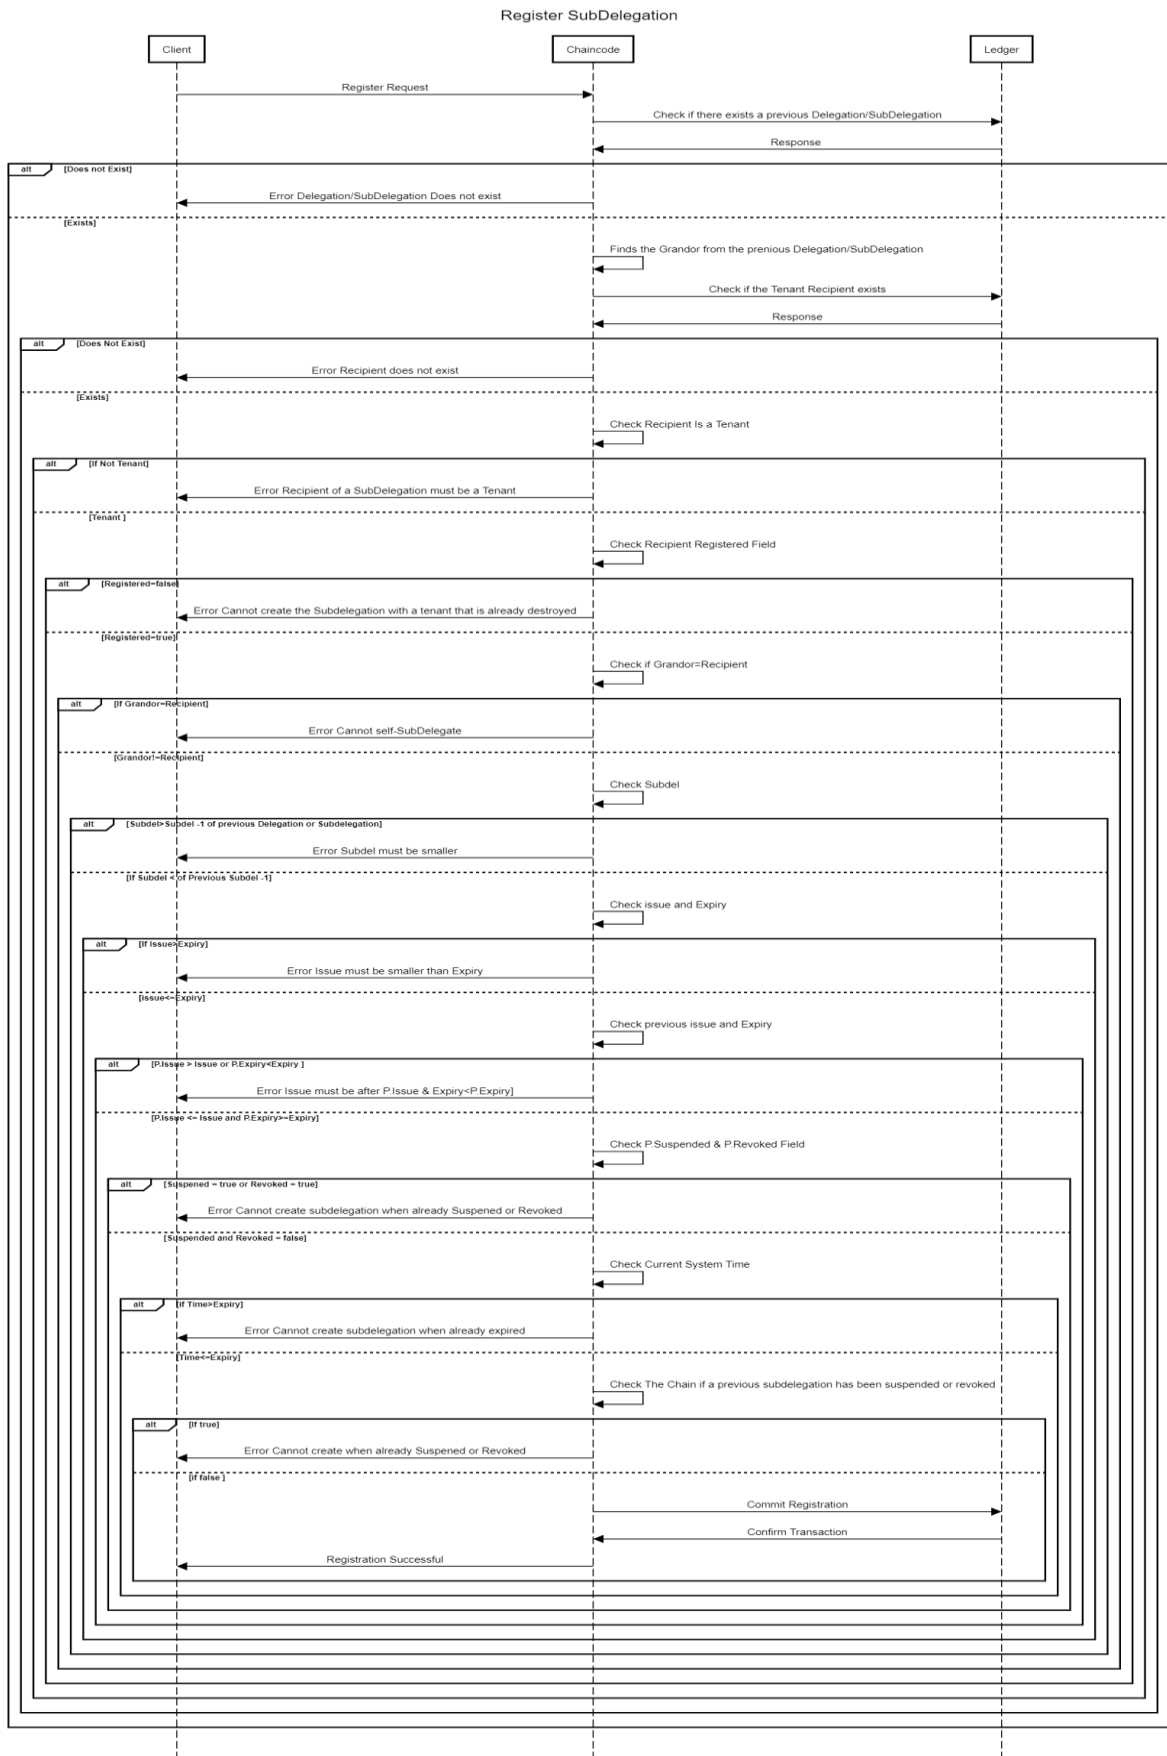 Register SubDelegation
Client
Chaincode
Ledger
Register Request
Check if there exists a previous Delegation/SubDelegation
Response
alt
[Does not Exist]
Error Delegation/SubDelegation Does not exist
[Exists]
Finds the Grandor from the prenious Delegation/SubDelegation
Check if the Tenant Recipient exists
Response
alt
[Does Not Exist]
Error Recipient does not exist
[Exists]
Check Recipient Is a Tenant
alt
[If Not Tenant]
Error Recipient of a SubDelegation must be a Tenant
[Tenant ]
Check Recipient Registered Field
alt
[Registered=false]
Error Cannot create the Subdelegation with a tenant that is already destroyed
[Registered=true]
Check if Grandor=Recipient
alt
[If Grandor=Recipient]
Error Cannot self-SubDelegate
[Grandor!=Recipient]
Check Subdel
alt
[Subdel>Subdel -1 of previous Delegation or Subdelegation]
Error Subdel must be smaller
[If Subdel < of Previous Subdel -1]
Check issue and Expiry
alt
[If Issue>Expiry]
Error Issue must be smaller than Expiry
[issue<=Expiry]
Check previous issue and Expiry
alt
[P.Issue > Issue or P.Expiry<Expiry ]
Error Issue must be after P.Issue & Expiry<P.Expiry]
[P.Issue <= Issue and P.Expiry>=Expiry]
Check P.Suspended & P.Revoked Field
alt
[Suspened = true or Revoked = true]
Error Cannot create subdelegation when already Suspened or Revoked
[Suspended and Revoked = false]
Check Current System Time
alt
[if Time>Expiry]
Error Cannot create subdelegation when already expired
[Time<=Expiry]
Check The Chain if a previous subdelegation has been suspended or revoked
alt
[If true]
Error Cannot create when already Suspened or Revoked
[if false ]
Commit Registration
Confirm Transaction
Registration Successful